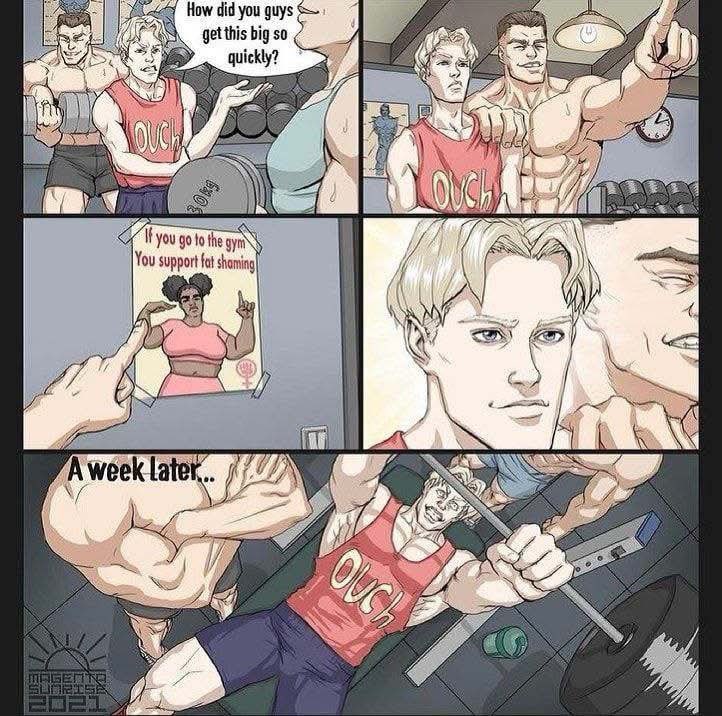 How did you guys
get this big so
quickly?
OUCH
30kg
OUCH
If you go to the gym
You support fat shaming
A week Later...
OUCH
MAGENTA
SUNRISE
2021